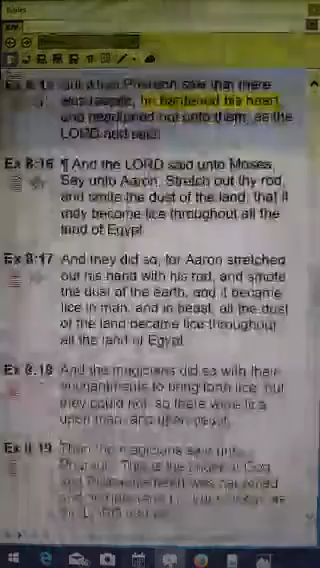 but when Pharaoh saw that there
was respite, he hardened his heart,
and hearkened not unto them; as the
LORD had said.
Ex 8:16 ¶ And the LORD said unto Moses,
Say unto Aaron, Stretch out thy rod,
and smite the dust of the land, that it
may become lice throughout all the
land of Egypt
Ex 8:17 And they did so; for Aaron stretched
out his hand with his rod, and smote
the dust of the earth, and it became
lice in man, and in beast; all the dust
of the land became lice throughout
all the land of Egypt
Ex 8:18 And the magicians did so with their
enchantments to bring forth lice, but
they could not: so there were lice
upon man, and upon beast.
Ex 8:19 Then the magicians said unto
Pharaoh, This is the finger of God:
and Pharaoh's heart was hardened